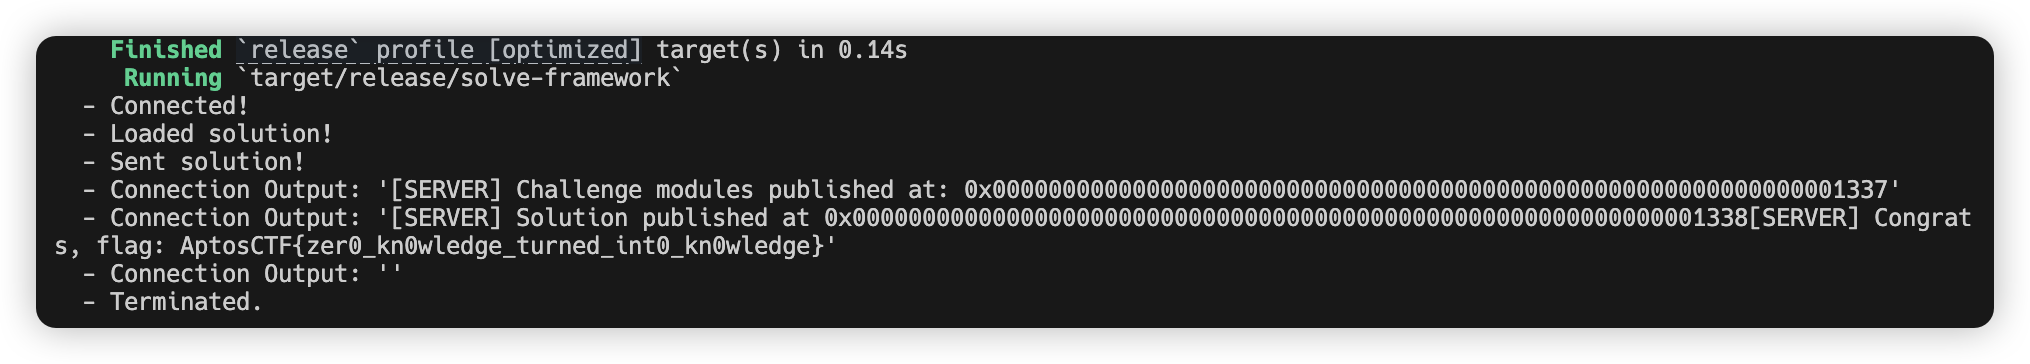 Finished `release` profile [optimized] target(s) in 0.14s
Running `target/release/solve-framework`
- Connected!
- Loaded solution!
- Sent solution!
- Connection Output: '[SERVER] Challenge modules published at: 0x0000000000000000000000000000000000000000000000000000000000001337'
- Connection Output: '[SERVER] Solution published at 0x0000000000000000000000000000000000000000000000000000000000001338[SERVER] Congrat
s, flag: AptosCTF{zer0_kn0wledge_turned_int0_kn0wledge}'
- Connection Output: ''
- Terminated.